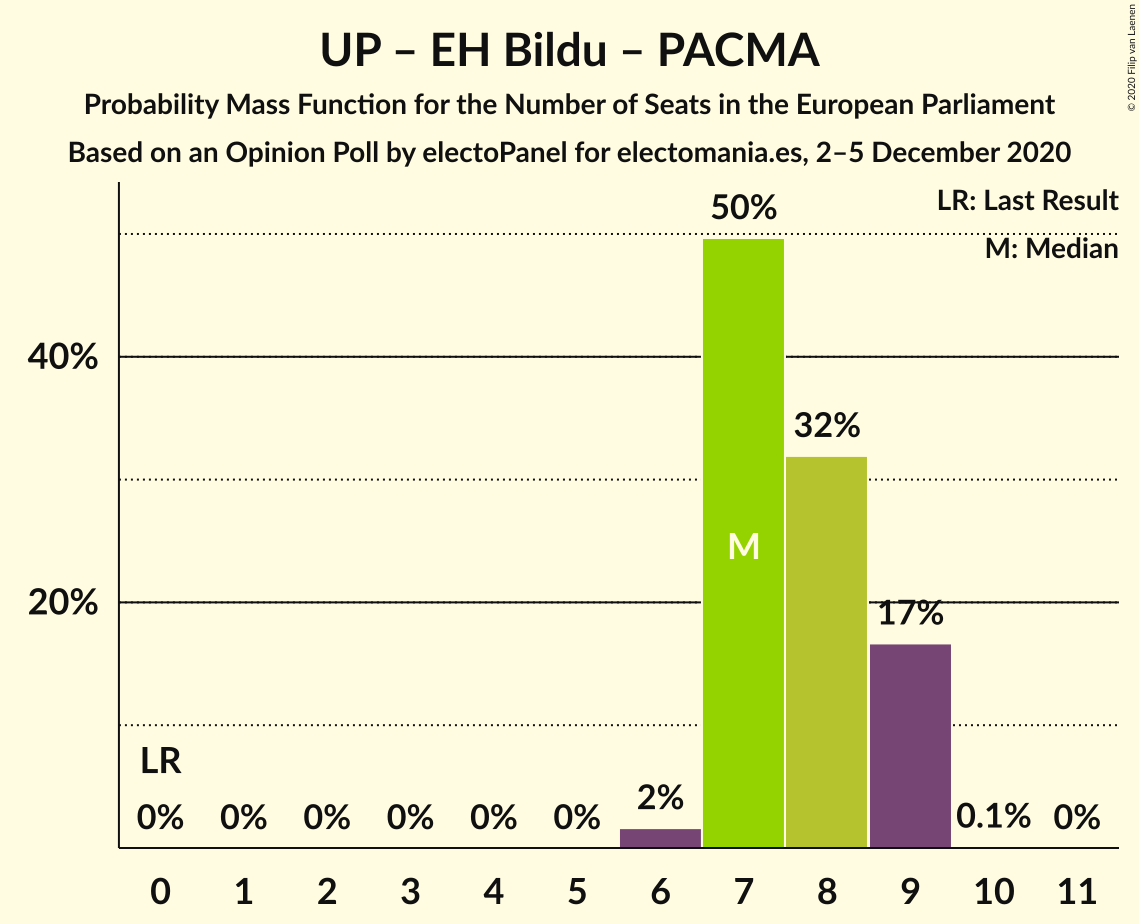 UP – EH Bildu – PACMA
Probability Mass Function for the Number of Seats in the European Parliament
Based on an Opinion Poll by electoPanel for electomania.es, 2–5 December 2020
© 2020 Filip van Laenen
LR: Last Result
M: Median
50%
40%
32%
M
20%
17%
LR
0% 0% 0% 0% 0% 0% 2% 0.1% 0%
0 1 2 3 4 5 6 7 8 9 10 11